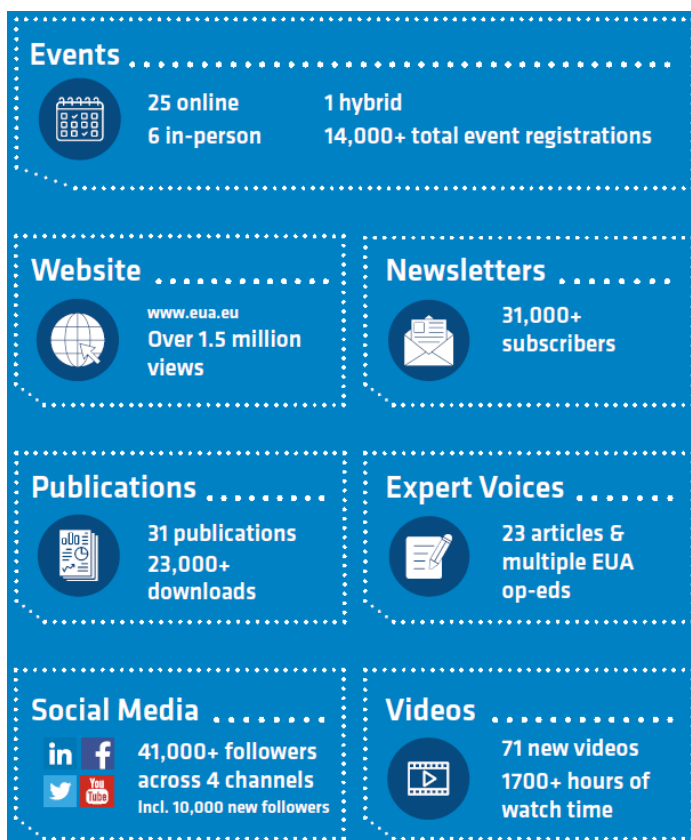 Events
25 online
1 hybrid
6 in-person
14,000+ total event registrations
Website
www.eua.eu
Over 1.5 million
views
Newsletters
31,000+
subscribers
Publications
31 publications
23,000+
downloads
Expert Voices
23 articles &
multiple EUA
op-eds
Social Media
in f
You
Tube
41,000+ followers
across 4 channels
Incl. 10,000 new followers
Videos
71 new videos
1700+ hours of
watch time